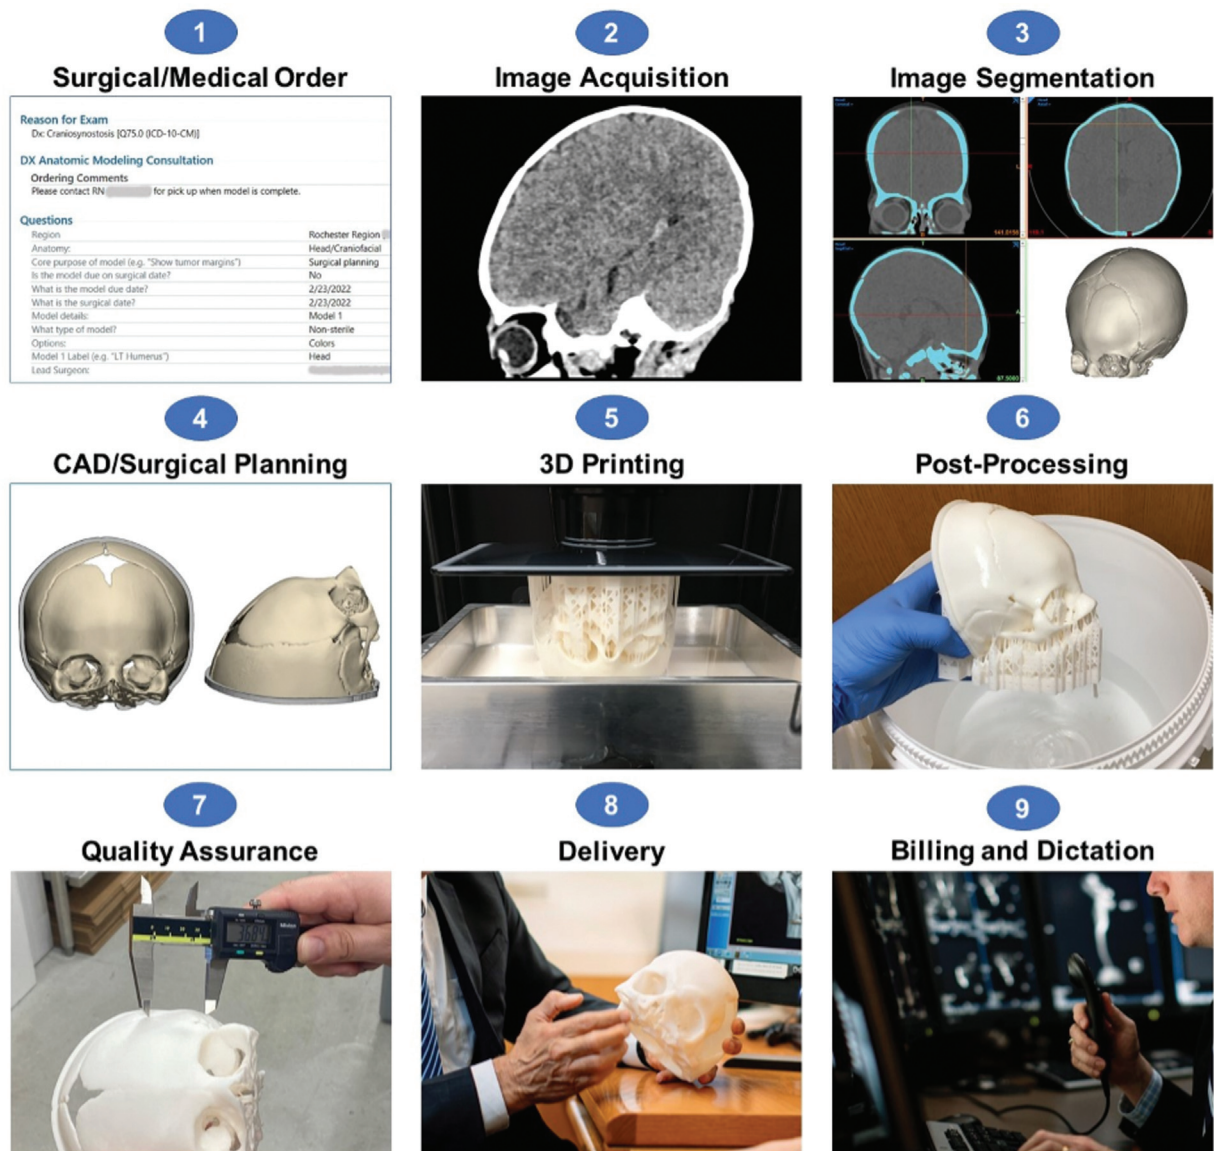 1
Surgical/Medical Order
Reason for Exam
Dx: Craniosynostosis [Q75.0 (ICD-10-CM)]
DX Anatomic Modeling Consultation
Ordering Comments
Please contact RN for pick up when model is complete.
Questions
Region Rochester Region
Anatomy: Head/Craniofacial
Core purpose of model (e.g. "Show tumor margins") Surgical planning
Is the model due on surgical date? No
What is the model due date? 2/23/2022
What is the surgical date? 2/23/2022
Model details: Model 1
What type of model? Non-sterile
Options: Colors
Model 1 Label (e.g. "LT Humerus") Head
Lead Surgeon:
2
Image Acquisition
3
Image Segmentation
4
CAD/Surgical Planning
5
3D Printing
6
Post-Processing
7
Quality Assurance
8
Delivery
9
Billing and Dictation